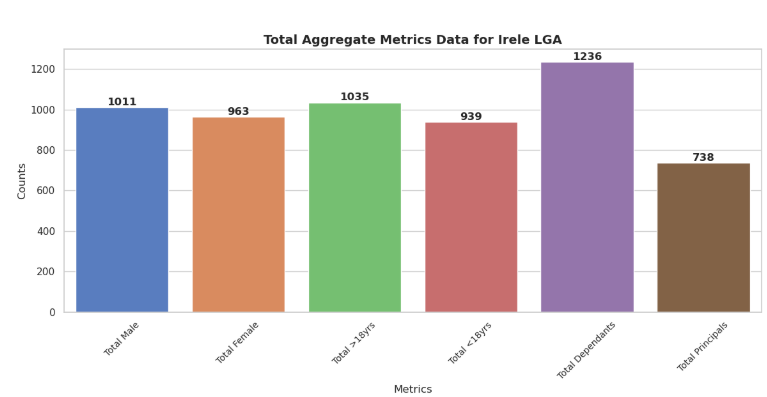 Total Aggregate Metrics Data for Irele LGA
1236
1011
963
1035
939
738
1200
1000
800
600
400
200
0
Counts
Total Male
Total Female
Total >18yrs
Total <18yrs
Total Dependants
Total Principals
Metrics